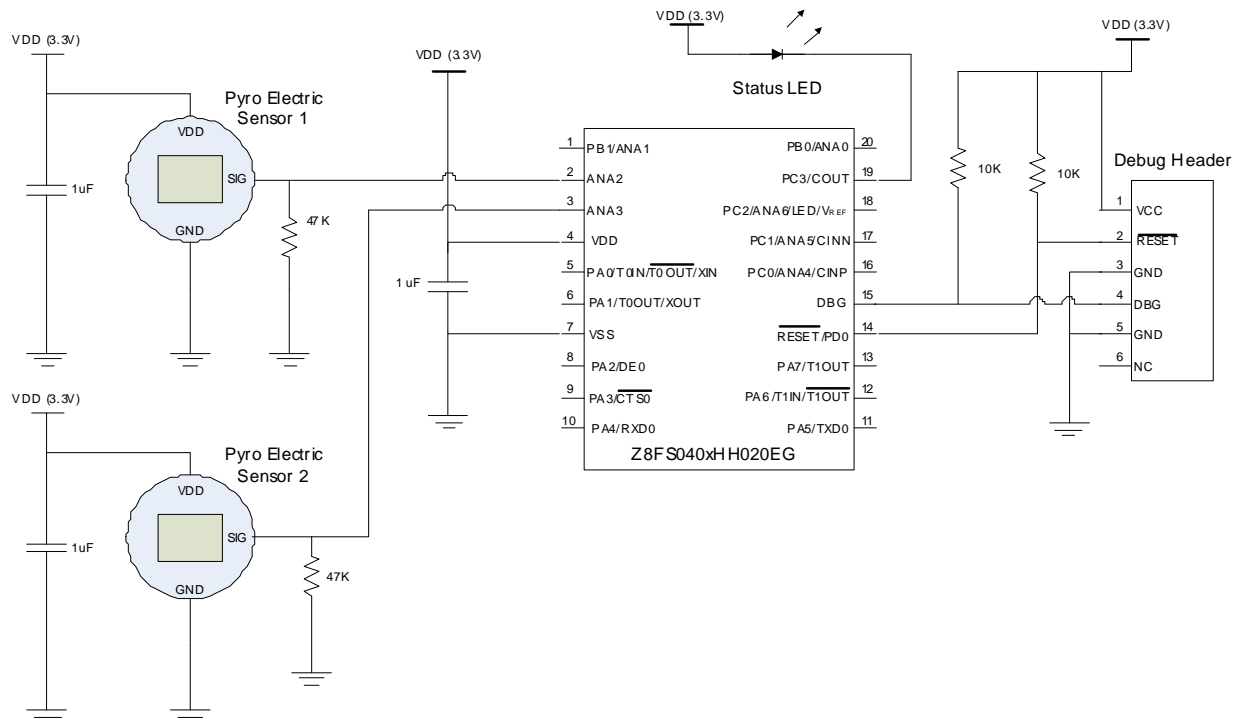 VDD (3.3V)
Pyro Electric
Sensor 1
VDD
SIG
GND
1uF
47K
VDD (3.3V)
Pyro Electric
Sensor 2
VDD
SIG
GND
1uF
47K
VDD (3.3V)
1uF
VDD (3.3V)
Status LED
1 PB1/ANA1
2 ANA2
3 ANA3
4 VDD
5 PA0/T0IN/T0OUT/XIN
6 PA1/T0OUT/XOUT
7 VSS
8 PA2/DE0
9 PA3/CTS0
10 PA4/RXD0
PB0/ANA0 20
PC3/COUT 19
PC2/ANA6/LED/VREF 18
PC1/ANA5/CINN 17
PC0/ANA4/CINP 16
DBG 15
RESET/PD0 14
PA7/T1OUT 13
PA6/T1IN/T1OUT 12
PA5/TXD0 11
Z8FS040xHH020EG
VDD (3.3V)
10K
10K
Debug Header
1 VCC
2 RESET
3 GND
4 DBG
5 GND
6 NC